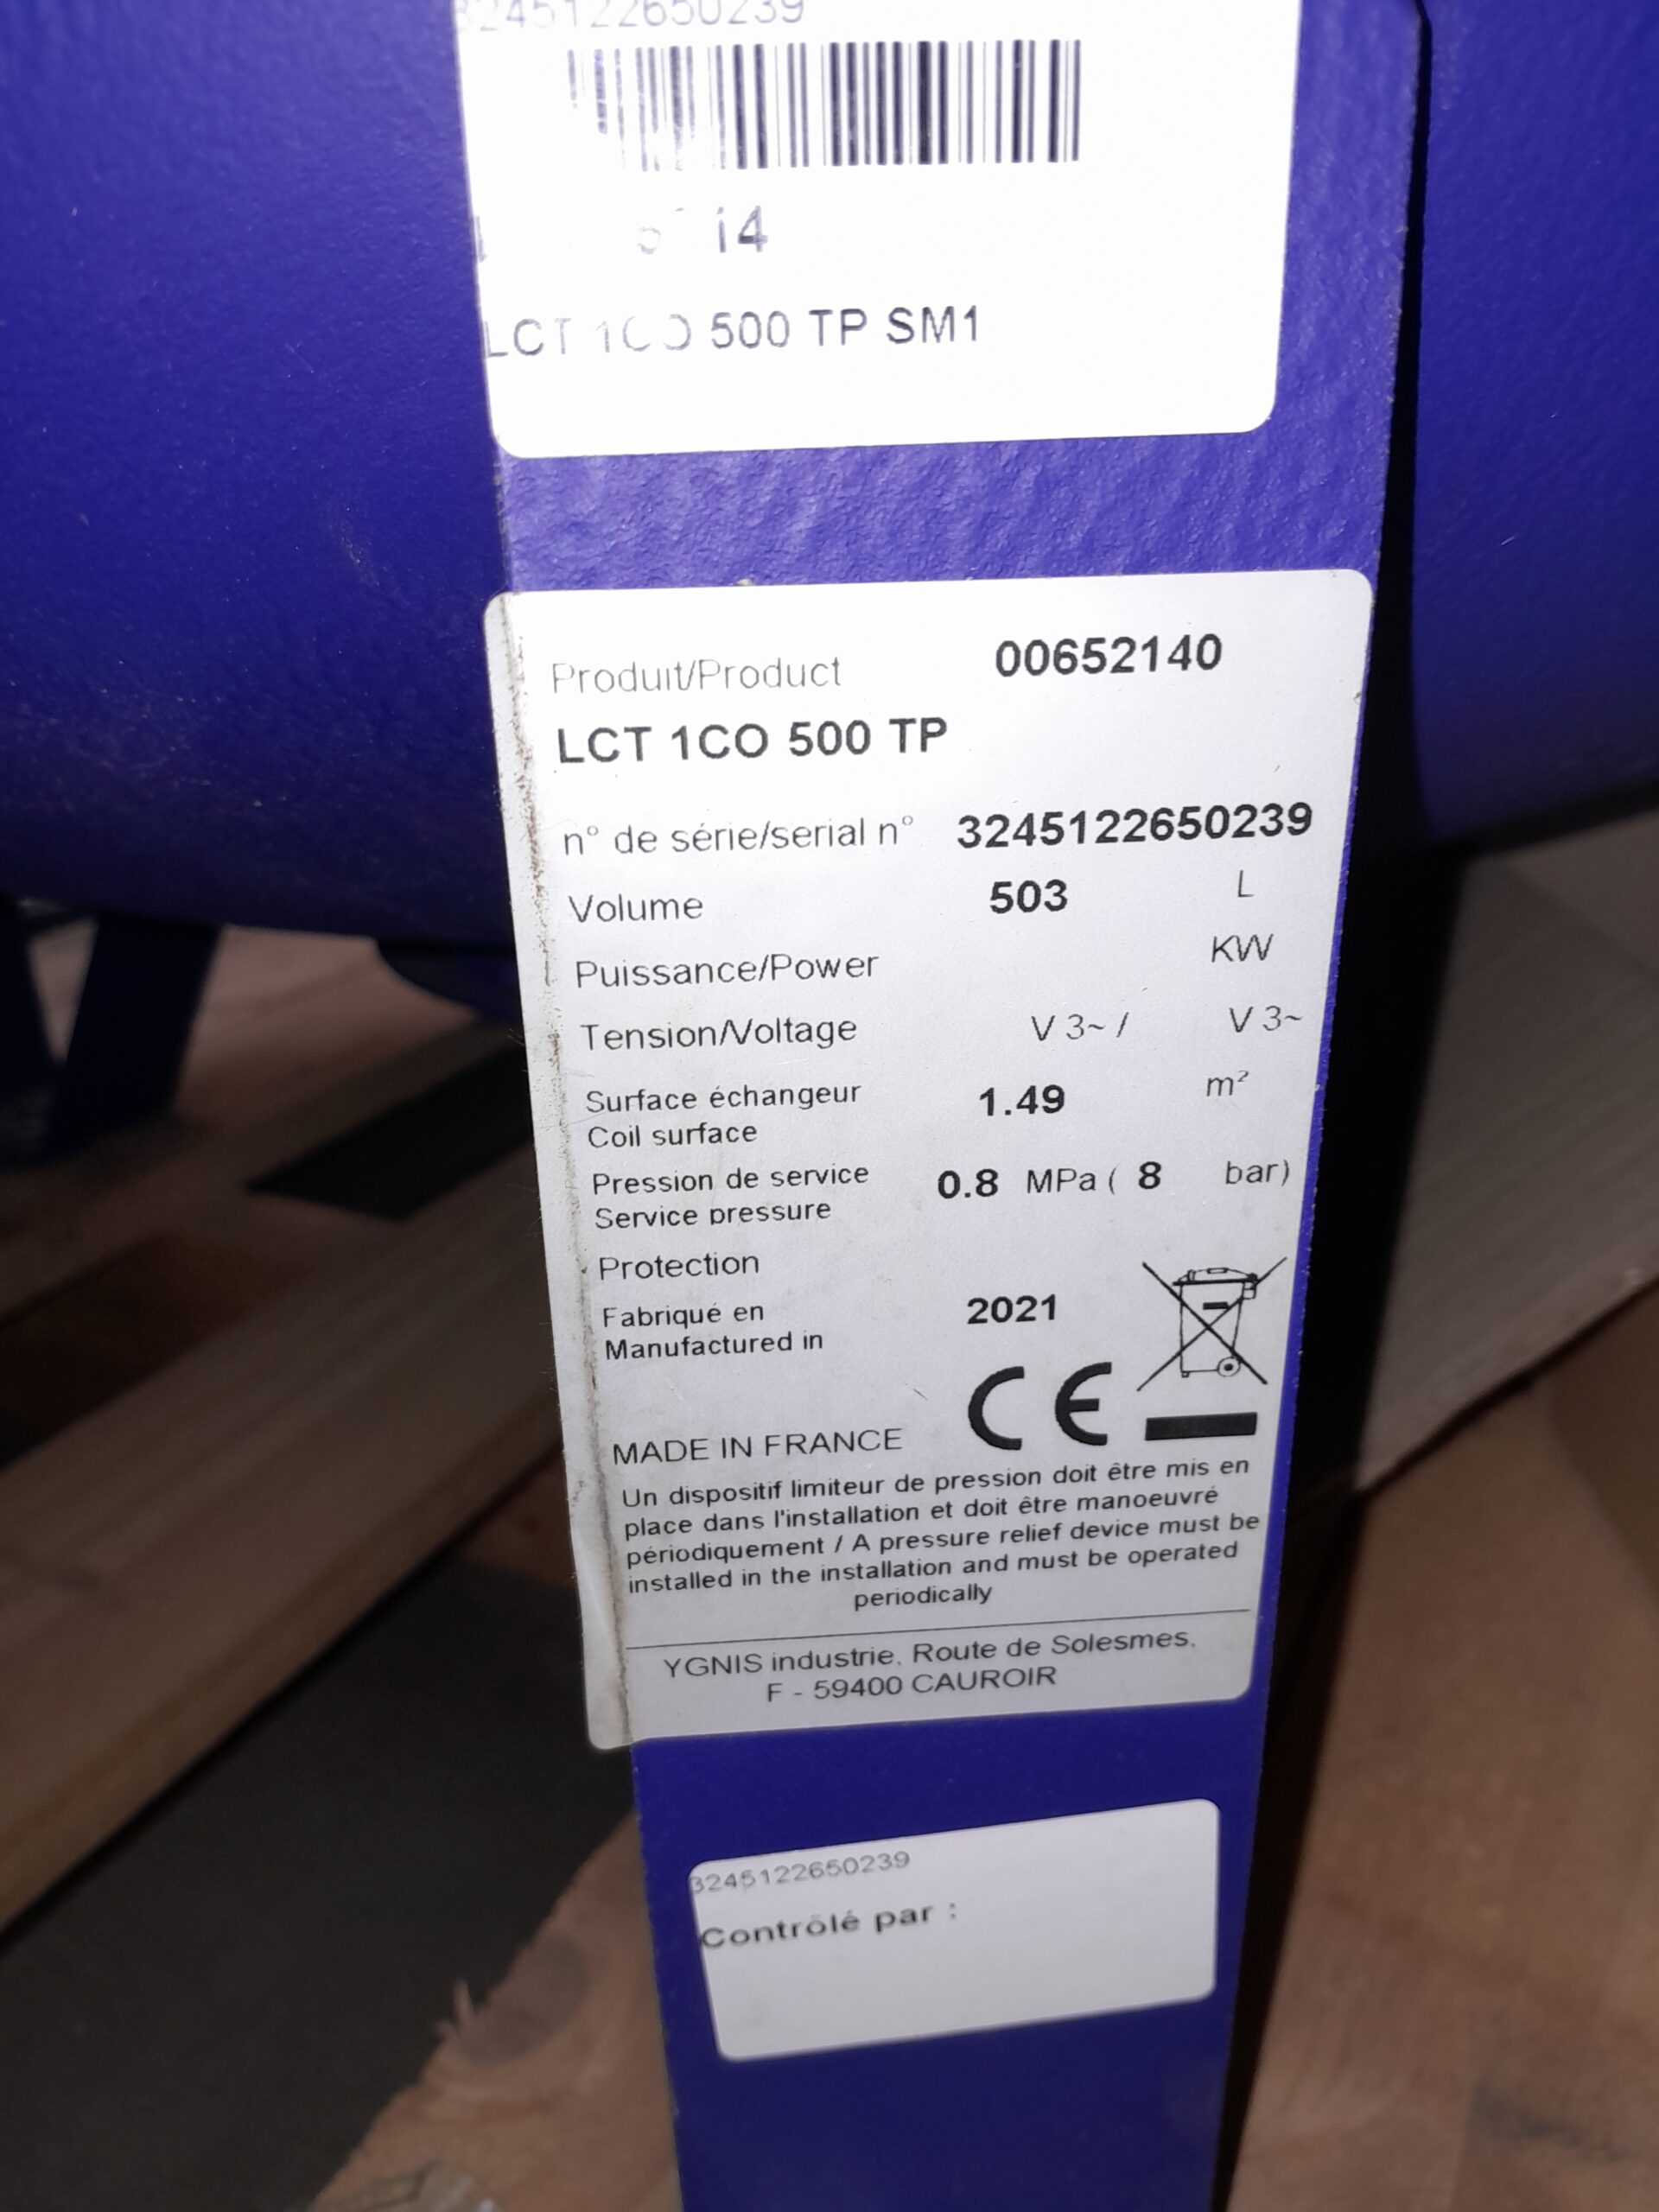 3245122650239
LCT 1CO 500 TP SM1
Produit/Product 00652140
LCT 1CO 500 TP
n° de série/serial n° 3245122650239
Volume 503 L
Puissance/Power KW
Tension/Voltage V 3~ / V 3~
Surface échangeur
Coil surface 1.49 m²
Pression de service
Service pressure 0.8 MPa ( 8 bar)
Protection
Fabriqué en
Manufactured in 2021
MADE IN FRANCE CE
Un dispositif limiteur de pression doit être mis en
place dans l'installation et doit être manoeuvré
périodiquement / A pressure relief device must be
installed in the installation and must be operated
periodically
YGNIS industrie, Route de Solesmes,
F - 59400 CAUROIR
3245122650239
Contrôlé par :